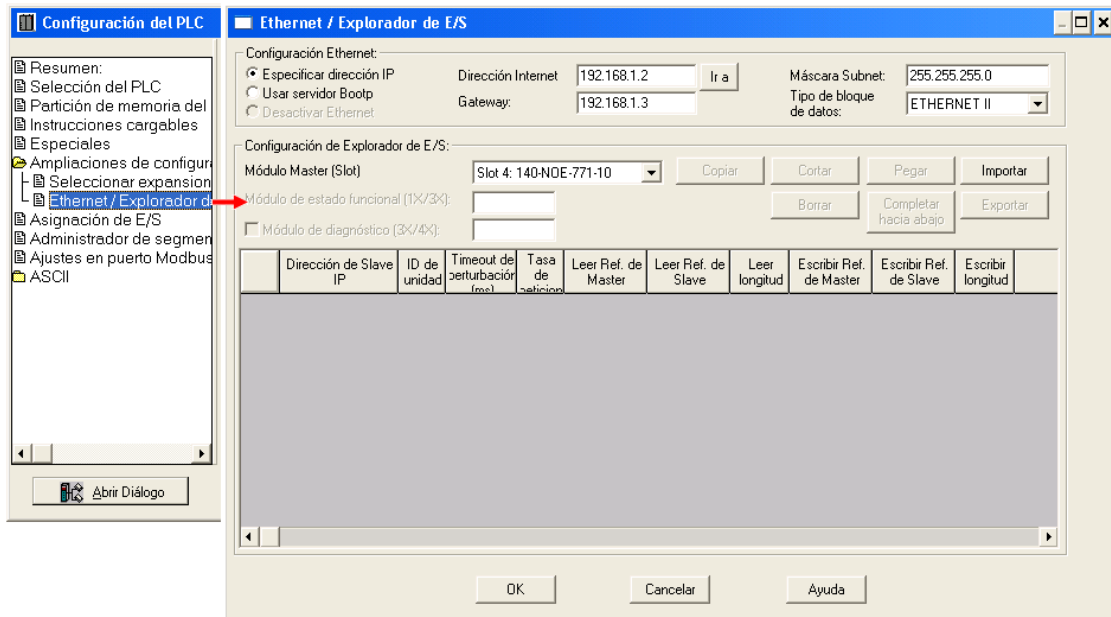 Configuración del PLC
Resumen:
Selección del PLC
Partición de memoria del
Instrucciones cargables
Especiales
Ampliaciones de configur
Seleccionar expansion
Ethernet / Explorador d
Asignación de E/S
Administrador de segmen
Ajustes en puerto Modbus
ASCII
Abrir Diálogo
Ethernet / Explorador de E/S
Configuración Ethernet:
Especificar dirección IP
Usar servidor Bootp
Desactivar Ethernet
Dirección Internet 192.168.1.2 Ir a
Gateway: 192.168.1.3
Máscara Subnet: 255.255.255.0
Tipo de bloque
de datos: ETHERNET II
Configuración de Explorador de E/S:
Módulo Master (Slot) Slot 4: 140-NOE-771-10 Copiar Cortar Pegar Importar
Módulo de estado funcional (1X/3X): Borrar Completar
hacia abajo Exportar
Módulo de diagnóstico (3X/4X):
Dirección de Slave
IP
ID de
unidad
Timeout de
perturbación
(ms)
Tasa
de
peticion
Leer Ref. de
Master
Leer Ref. de
Slave
Leer
longitud
Escribir Ref.
de Master
Escribir Ref.
de Slave
Escribir
longitud
OK Cancelar Ayuda